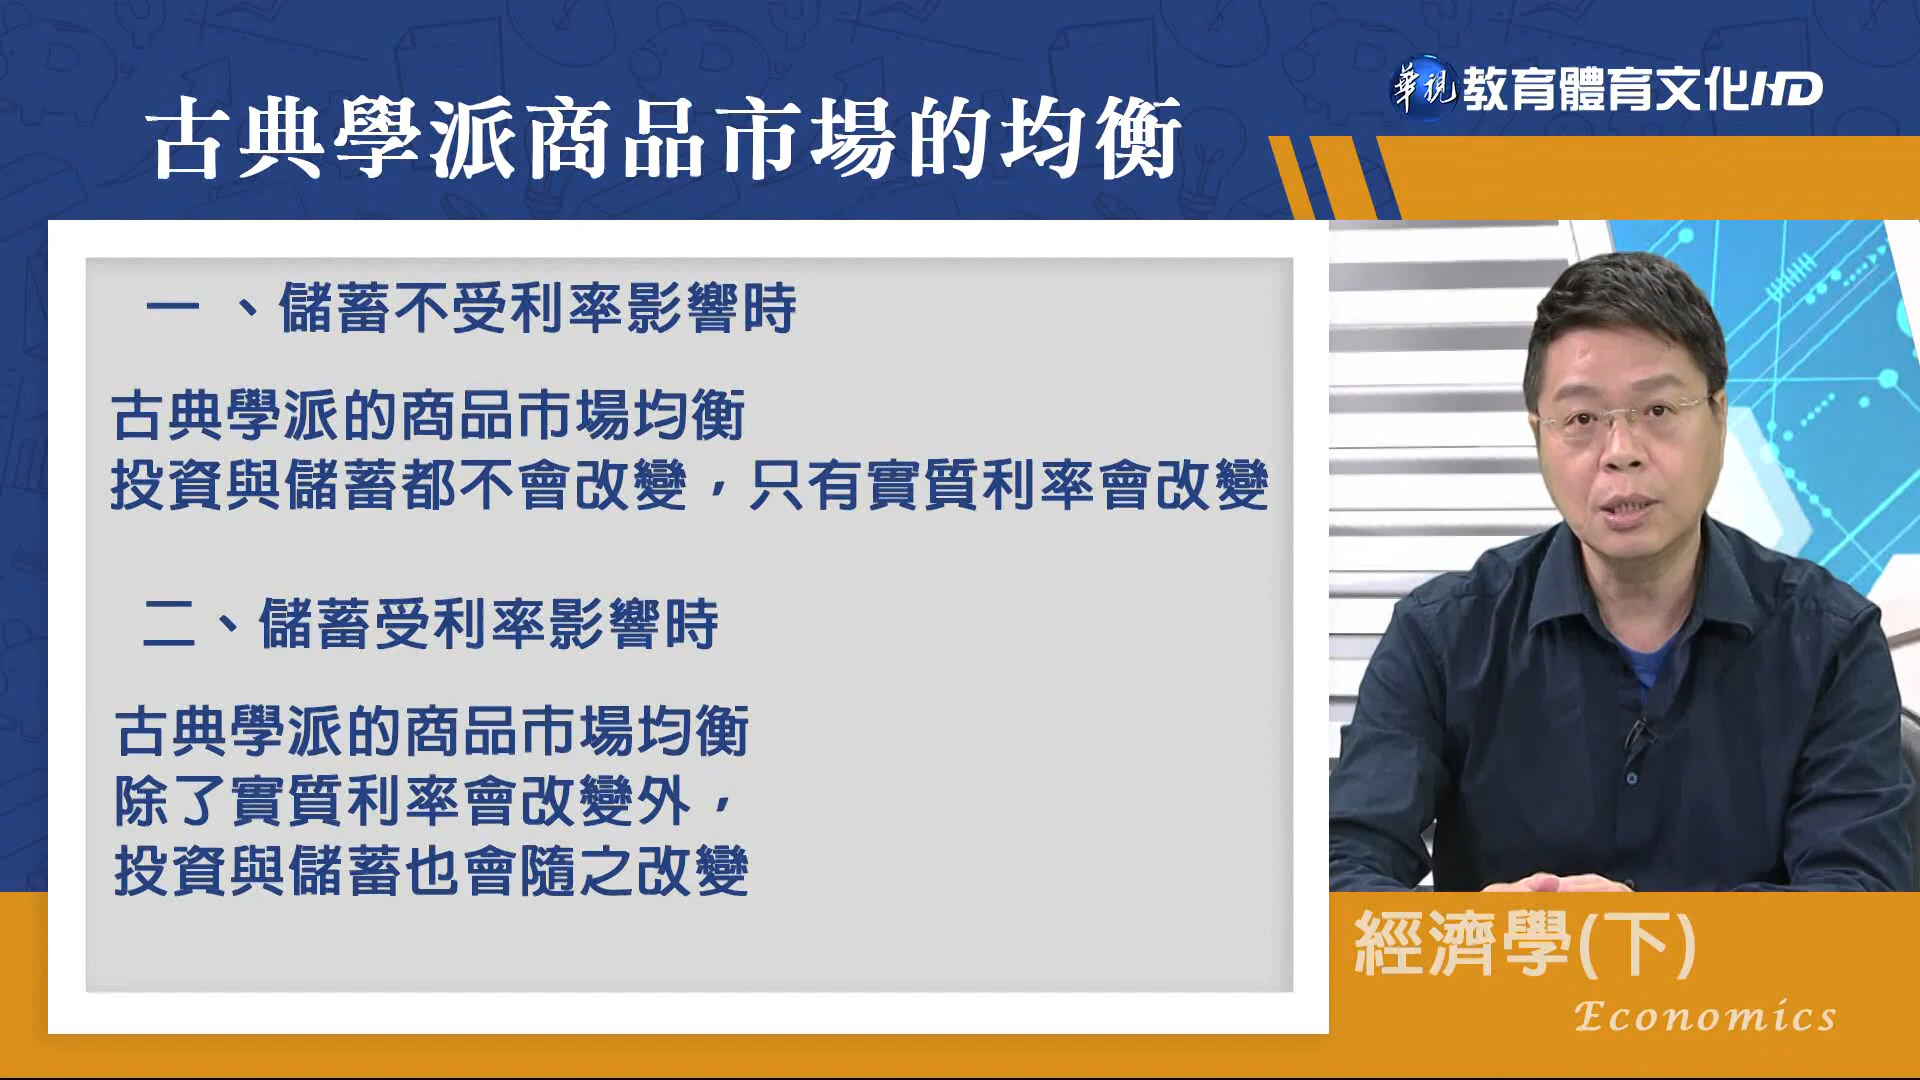 華視 教育體育文化HD
古典學派商品市場的均衡
一、儲蓄不受利率影響時
古典學派的商品市場均衡
投資與儲蓄都不會改變，只有實質利率會改變
二、儲蓄受利率影響時
古典學派的商品市場均衡
除了實質利率會改變外，
投資與儲蓄也會隨之改變
經濟學(下)
Economics